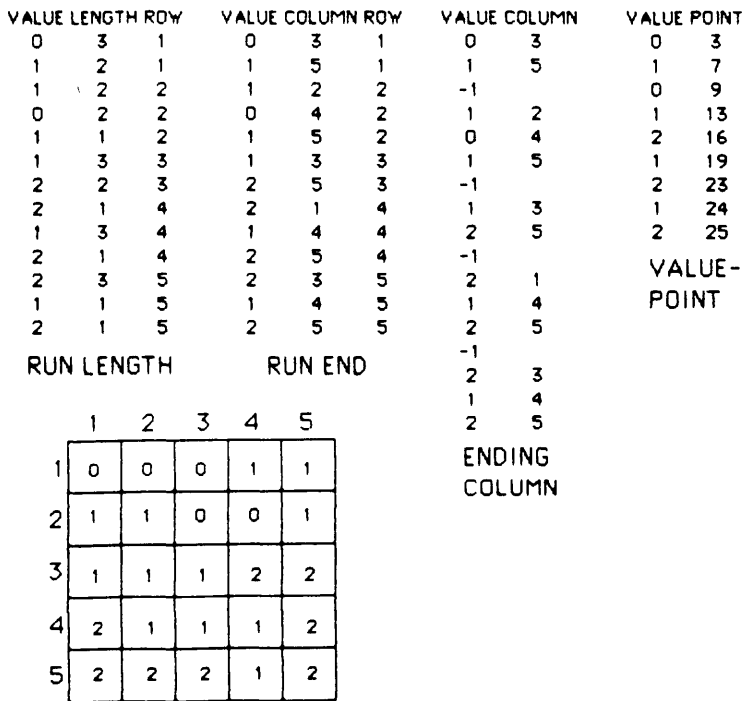 VALUE LENGTH ROW
0 3 1
1 2 1
1 2 2
0 2 2
1 1 2
1 3 3
2 2 3
2 1 4
1 3 4
2 1 4
2 3 5
1 1 5
2 1 5
RUN LENGTH
VALUE COLUMN ROW
0 3 1
1 5 1
1 2 2
0 4 2
1 5 2
1 3 3
2 5 3
2 1 4
1 4 4
2 5 4
2 3 5
1 4 5
2 5 5
RUN END
VALUE COLUMN
0 3
1 5
-1
1 2
0 4
1 5
-1
1 3
2 5
-1
2 1
1 4
2 5
-1
2 3
1 4
2 5
ENDING
COLUMN
VALUE POINT
0 3
1 7
0 9
1 13
2 16
1 19
2 23
1 24
2 25
VALUE-
POINT
1 2 3 4 5
1 0 0 0 1 1
2 1 1 0 0 1
3 1 1 1 2 2
4 2 1 1 1 2
5 2 2 2 1 2